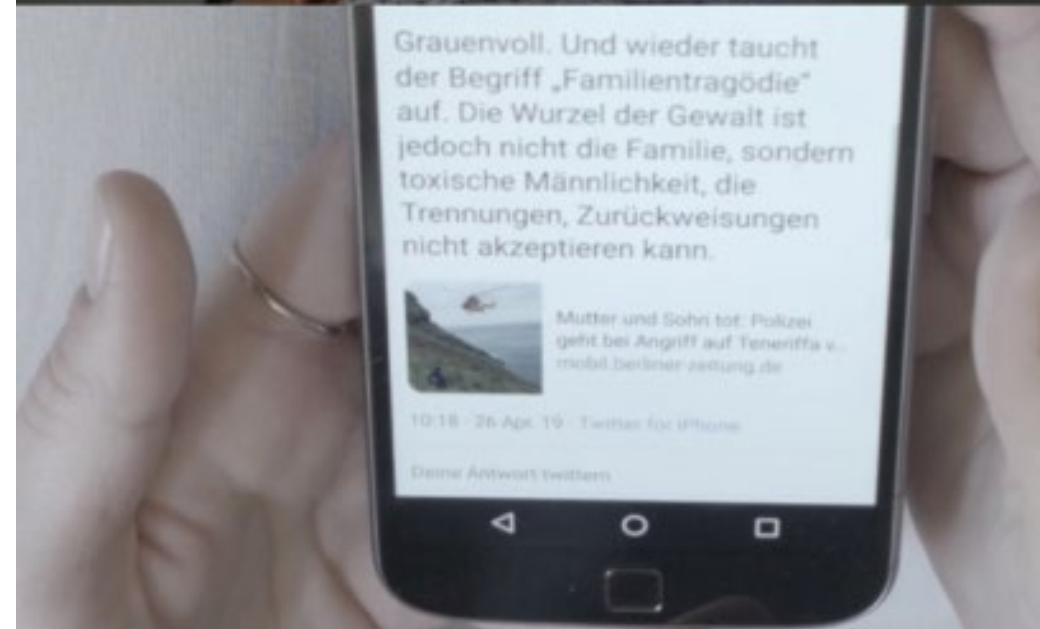 Grauenvoll. Und wieder taucht
der Begriff „Familientragödie“
auf. Die Wurzel der Gewalt ist
jedoch nicht die Familie, sondern
toxische Männlichkeit, die
Trennungen, Zurückweisungen
nicht akzeptieren kann.
Mutter und Sohn tot: Polizei
geht bei Angriff auf Teneriffa v...
mobil.berliner-zeitung.de
10:18 · 26 Apr. 19 · Twitter for iPhone
Deine Antwort twittern